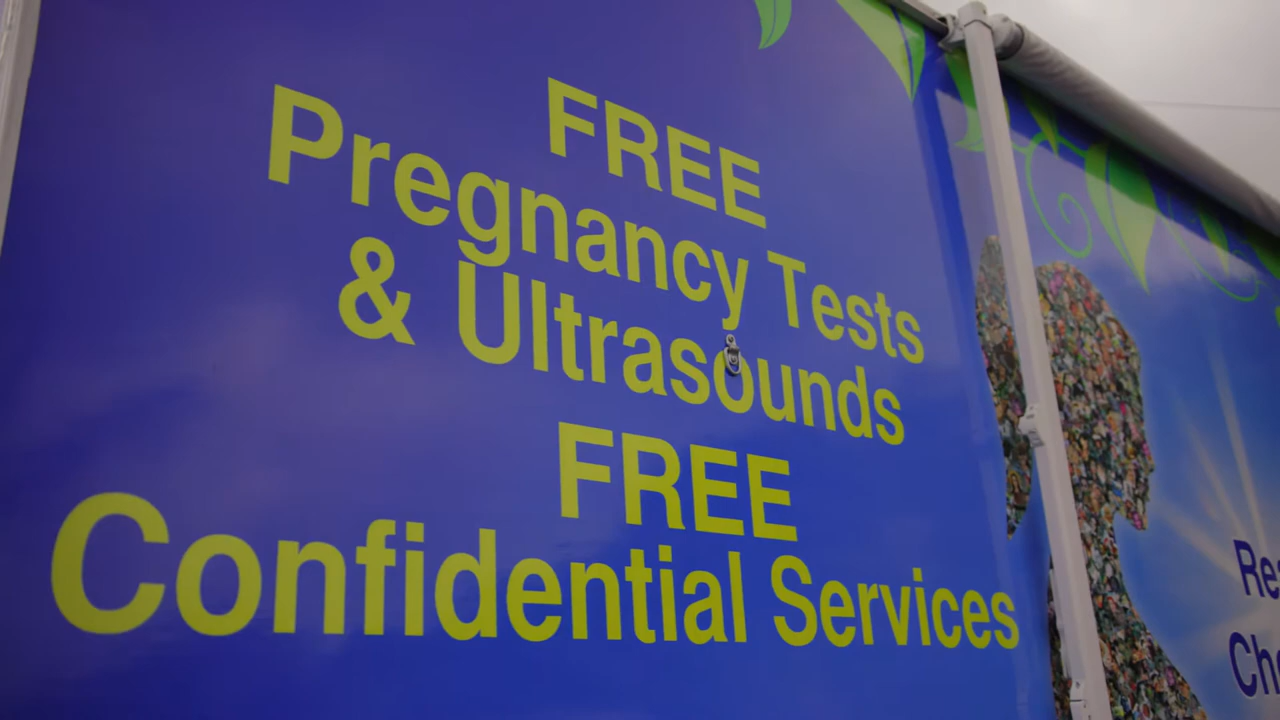 FREE
Pregnancy Tests
& Ultrasounds
FREE
Confidential Services